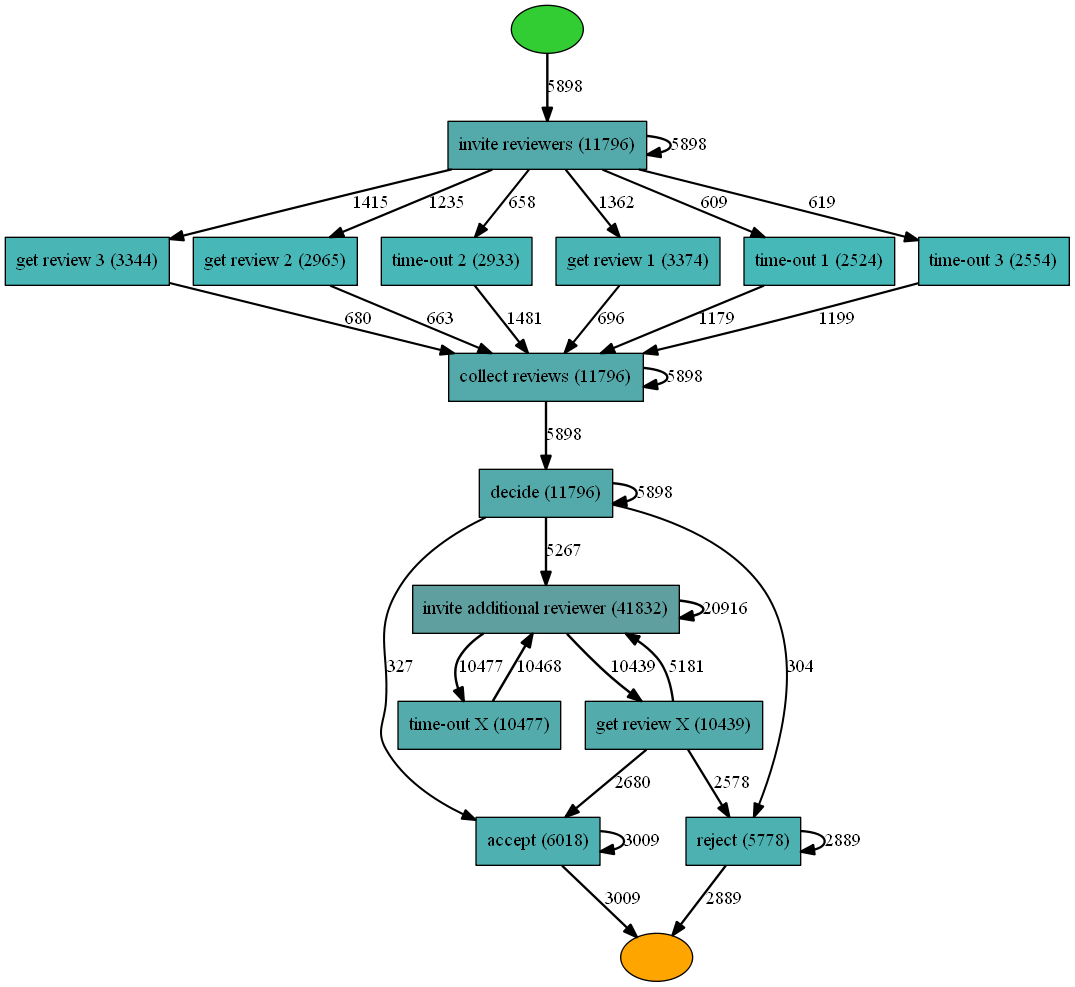 5898
invite reviewers (11796)
5898
1415
1235
658
1362
609
619
get review 3 (3344)
get review 2 (2965)
time-out 2 (2933)
get review 1 (3374)
time-out 1 (2524)
time-out 3 (2554)
680
663
1481
696
1179
1199
collect reviews (11796)
5898
5898
decide (11796)
5898
5267
invite additional reviewer (41832)
20916
327
10477
10468
10439
5181
304
time-out X (10477)
get review X (10439)
2680
2578
accept (6018)
3009
reject (5778)
2889
3009
2889